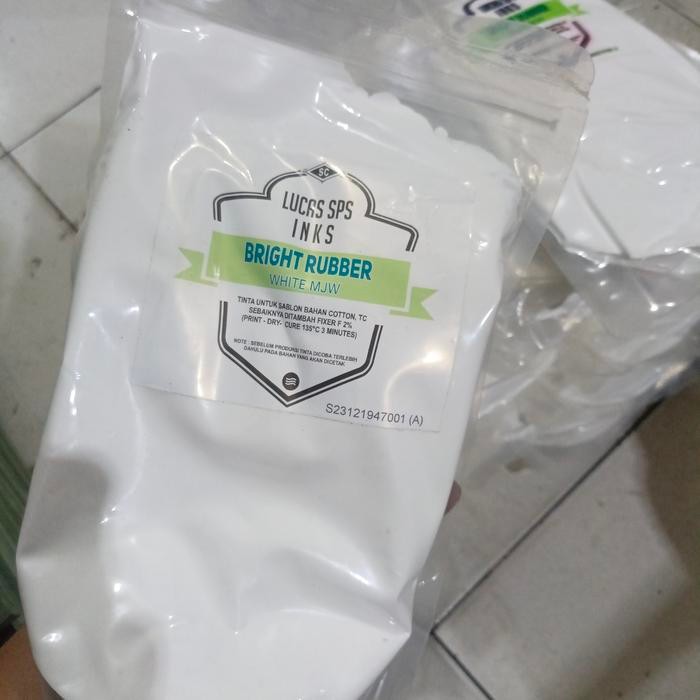 SC
LUCAS SPS
INKS
BRIGHT RUBBER
WHITE MJW
TINTA UNTUK SABLON BAHAN COTTON, TC
SEBAIKNYA DITAMBAH FIXER F 2%
(PRINT - DRY- CURE 135°C 3 MINUTES)
NOTE : SEBELUM PRODUKSI TINTA DICOBA TERLEBIH
DAHULU PADA BAHAN YANG AKAN DICETAK
S23121947001 (A)